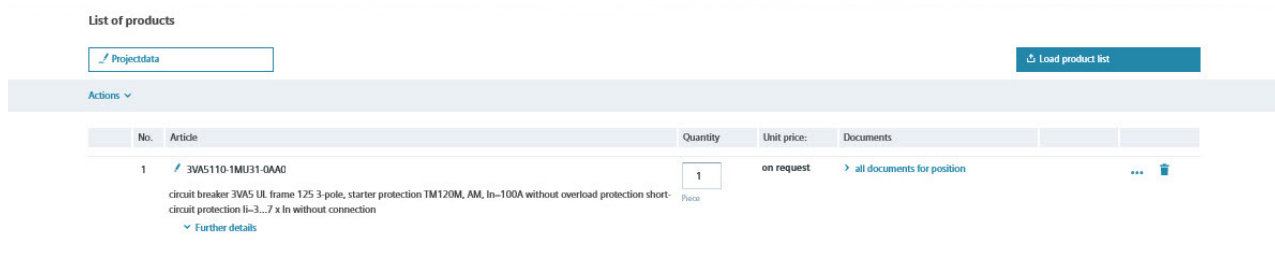 List of products
Projectdata
Load product list
Actions
No. Article Quantity Unit price: Documents
1 3VA5110-1MU31-0AA0 1 on request all documents for position
circuit breaker 3VA5 UL frame 125 3-pole, starter protection TM120M, AM, In=100A without overload protection short- Piece
circuit protection Ii=3...7 x In without connection
Further details